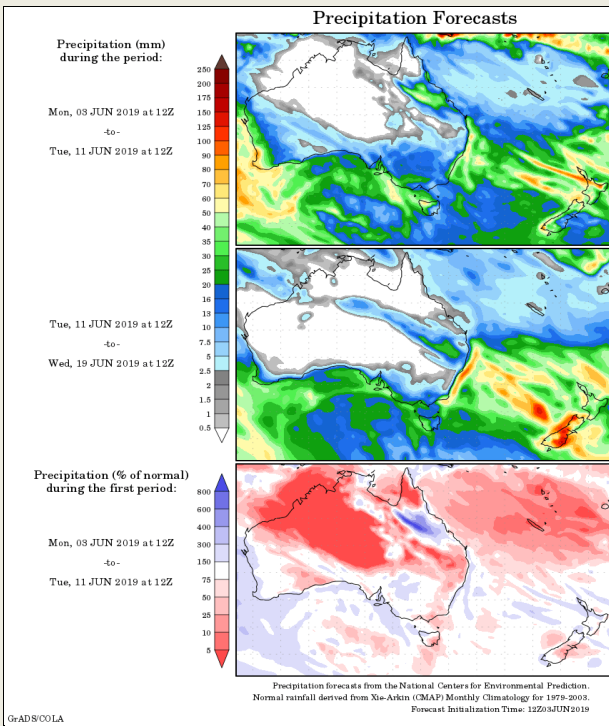 Precipitation Forecasts
Precipitation (mm)
during the period:
Mon, 03 JUN 2019 at 12Z
-to-
Tue, 11 JUN 2019 at 12Z
250
200
175
150
125
100
90
80
70
60
50
40
35
30
25
20
16
13
10
7.5
5
2.5
2
1.5
1
0.5
Tue, 11 JUN 2019 at 12Z
-to-
Wed, 19 JUN 2019 at 12Z
Precipitation (% of normal)
during the first period:
Mon, 03 JUN 2019 at 12Z
-to-
Tue, 11 JUN 2019 at 12Z
800
600
400
300
150
75
50
25
10
5
Precipitation forecasts from the National Centers for Environmental Prediction.
Normal rainfall derived from Xie-Arkin (CMAP) Monthly Climatology for 1979-2003.
Forecast Initialization Time: 12Z03JUN2019
GrADS/COLA